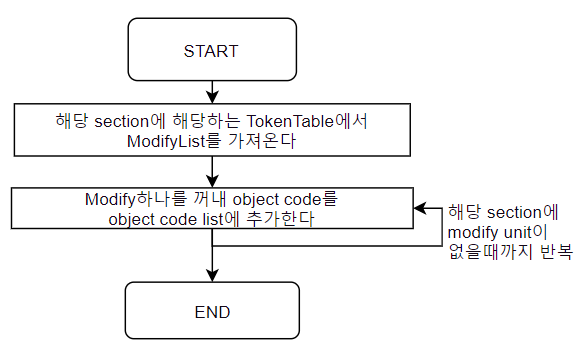 START
해당 section에 해당하는 TokenTable에서
ModifyList를 가져온다
Modify하나를 꺼내 object code를
object code list에 추가한다
해당 section에
modify unit이
없을때까지 반복
END